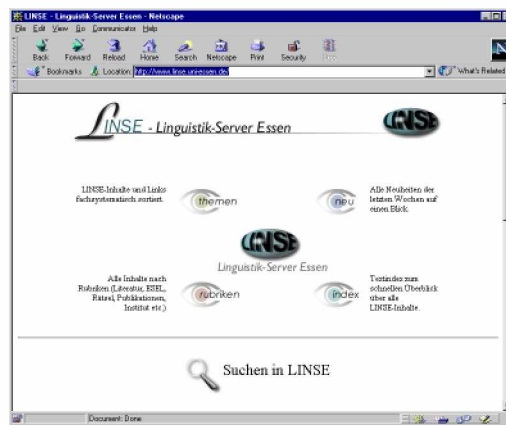 LINSE - Linguistik-Server Essen - Netscape
File Edit View Go Communicator Help
Back Forward Reload Home Search Netscape Print Security
Bookmarks Location: http://www.linse.uni-essen.de/ What's Related
LINSE - Linguistik-Server Essen
LINSE
LINSE-Inhalte und Links
fachsystematisch sortiert.
themen
neu
Alle Neuheiten der
letzten Wochen auf
einen Blick.
LINSE
Linguistik-Server Essen
Alle Inhalte nach
Rubriken (Literatur, ESEL,
Rätsel, Publikationen,
Institut etc.)
rubriken
index
Textindex zum
schnellen Überblick
über alle
LINSE-Inhalte.
Suchen in LINSE
Document: Done